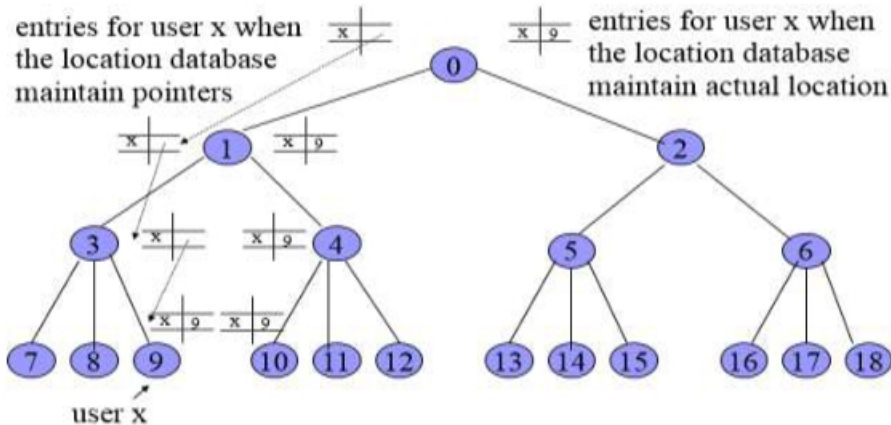 entries for user x when
the location database
maintain pointers
x
x 9
entries for user x when
the location database
maintain actual location
0
x
1
x 9
2
3
x
x 9
4
5
6
x 9
x 9
7
8
9
10
11
12
13
14
15
16
17
18
user x